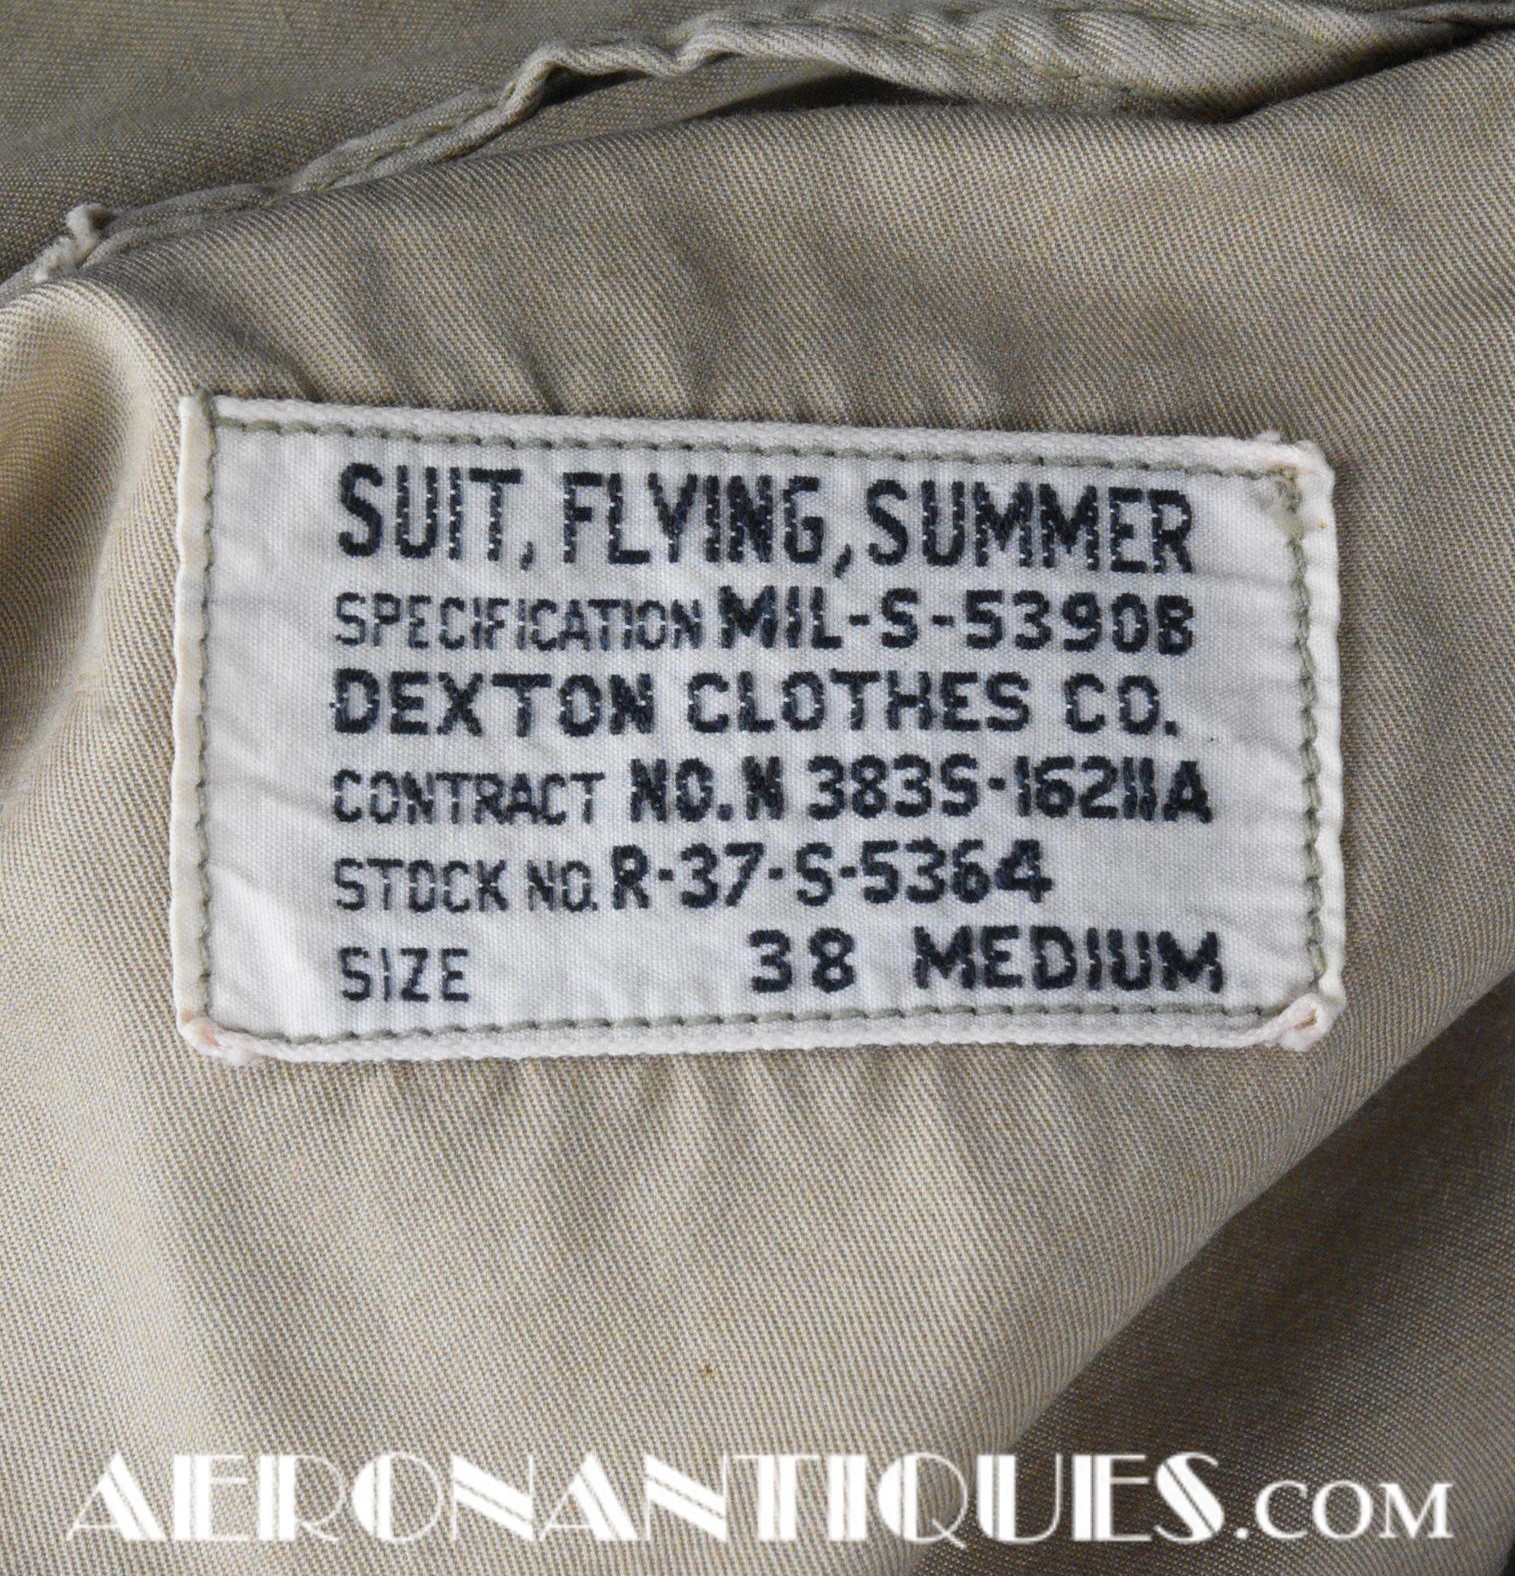 SUIT, FLYING, SUMMER
SPECIFICATION MIL-S-5390B
DEXTON CLOTHES CO.
CONTRACT NO. N 383S-16211A
STOCK NO. R-37-S-5364
SIZE 38 MEDIUM
AERONANTIQUES.COM